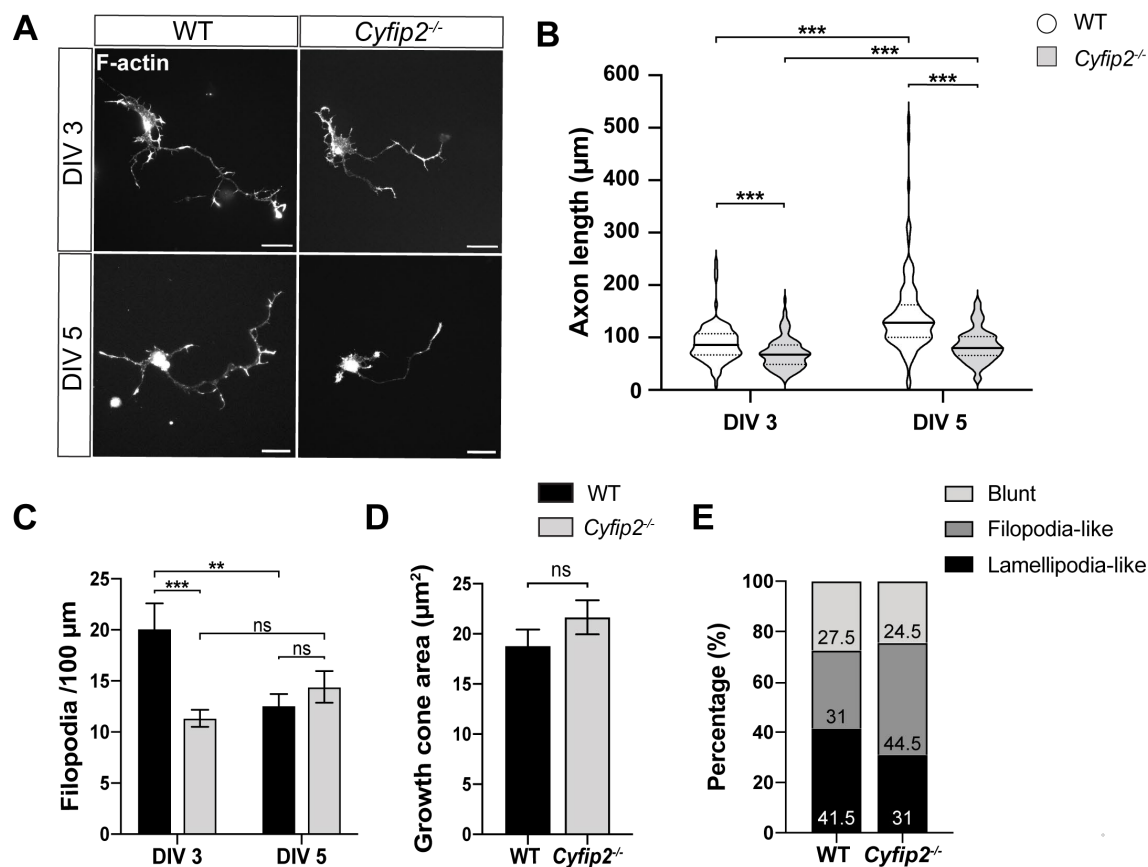 A
WT
Cyfip2-/-
DIV 3
F-actin
DIV 5
B
WT
Cyfip2-/-
Axon length (µm)
600
500
400
300
200
100
0
***
***
***
***
DIV 3
DIV 5
C
Filopodia /100 µm
25
20
15
10
5
0
**
***
ns
ns
DIV 3
DIV 5
WT
Cyfip2-/-
D
Growth cone area (µm²)
25
20
15
10
5
0
ns
WT
Cyfip2-/-
E
Blunt
Filopodia-like
Lamellipodia-like
Percentage (%)
100
80
60
40
20
0
27.5
31
41.5
24.5
44.5
31
WT
Cyfip2-/-